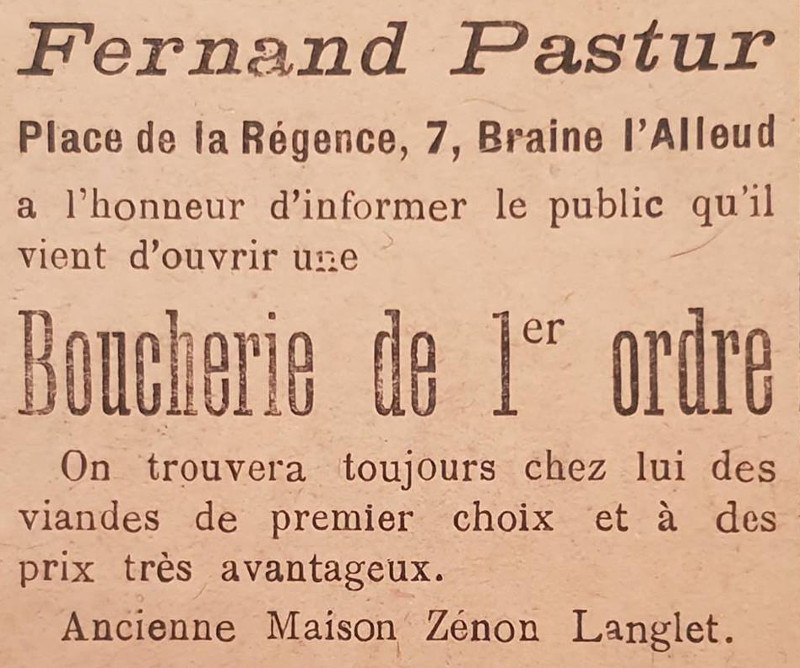 Fernand Pastur
Place de la Régence, 7, Braine l'Alleud
a l'honneur d'informer le public qu'il
vient d'ouvrir une
Boucherie de 1er ordre
On trouvera toujours chez lui des
viandes de premier choix et à des
prix très avantageux.
Ancienne Maison Zénon Langlet.